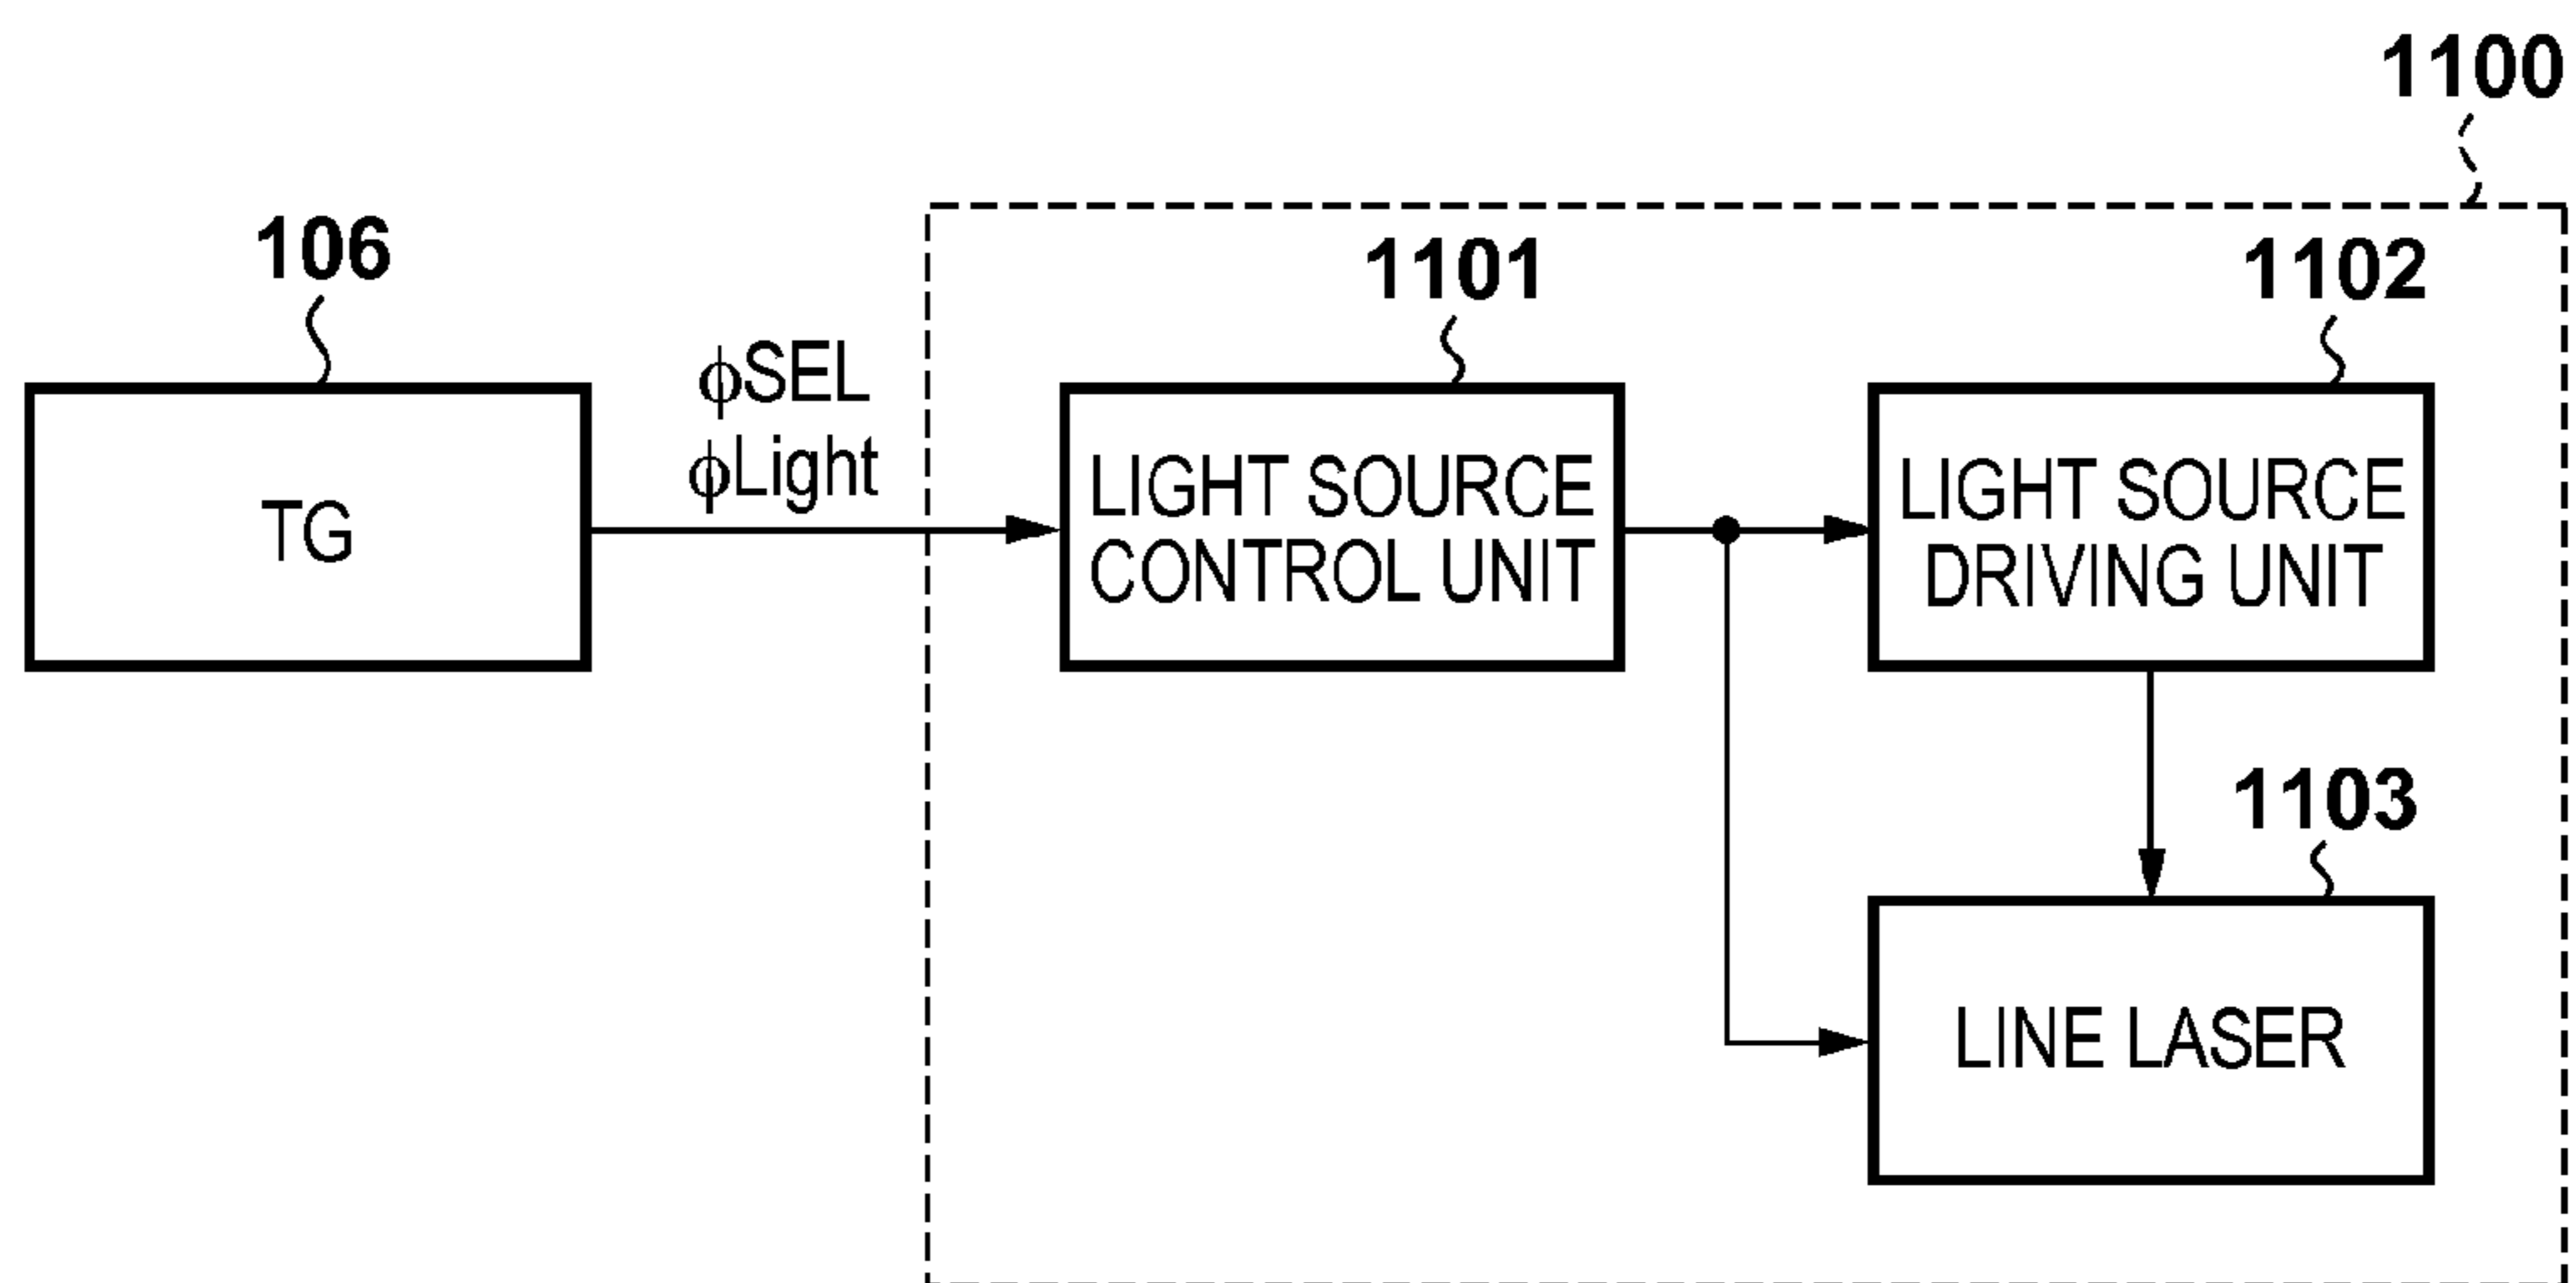 1100
106
1101
1102
ϕSEL
ϕLight
TG
LIGHT SOURCE
CONTROL UNIT
LIGHT SOURCE
DRIVING UNIT
1103
LINE LASER